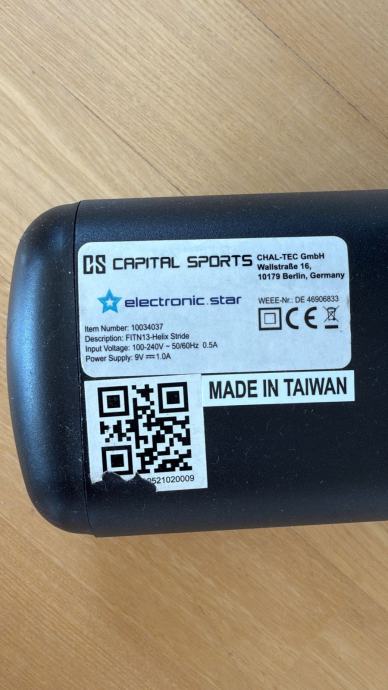 CS CAPITAL SPORTS
CHAL-TEC GmbH
Wallstraße 16,
10179 Berlin, Germany
electronic.star
WEEE-Nr.: DE 46906833
CE
Item Number: 10034037
Description: FITN13-Helix Stride
Input Voltage: 100-240V ~ 50/60Hz 0.5A
Power Supply: 9V ⎓ 1.0A
MADE IN TAIWAN